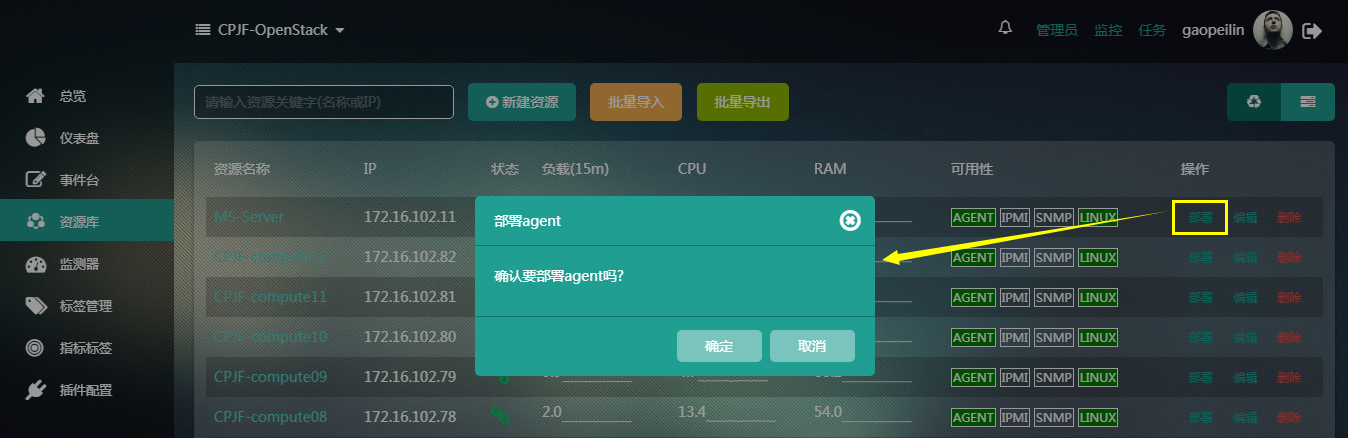 CPJF-OpenStack 管理员 监控 任务 gaopeilin
总览
仪表盘
事件台
资源库
监测器
标签管理
指标标签
插件配置
请输入资源关键字(名称或IP) 新建资源 批量导入 批量导出
资源名称 IP 状态 负载(15m) CPU RAM 可用性 操作
MS-Server 172.16.102.11 AGENT IPMI SNMP LINUX 部署 编辑 删除
172.16.102.82 AGENT IPMI SNMP LINUX 部署 编辑 删除
CPJF-compute11 172.16.102.81 AGENT IPMI SNMP LINUX 部署 编辑 删除
CPJF-compute10 172.16.102.80 AGENT IPMI SNMP LINUX 部署 编辑 删除
CPJF-compute09 172.16.102.79 AGENT IPMI SNMP LINUX 部署 编辑 删除
CPJF-compute08 172.16.102.78 2.0 13.4 54.0 AGENT IPMI SNMP LINUX 部署 编辑 删除
部署agent
确认要部署agent吗?
确定 取消